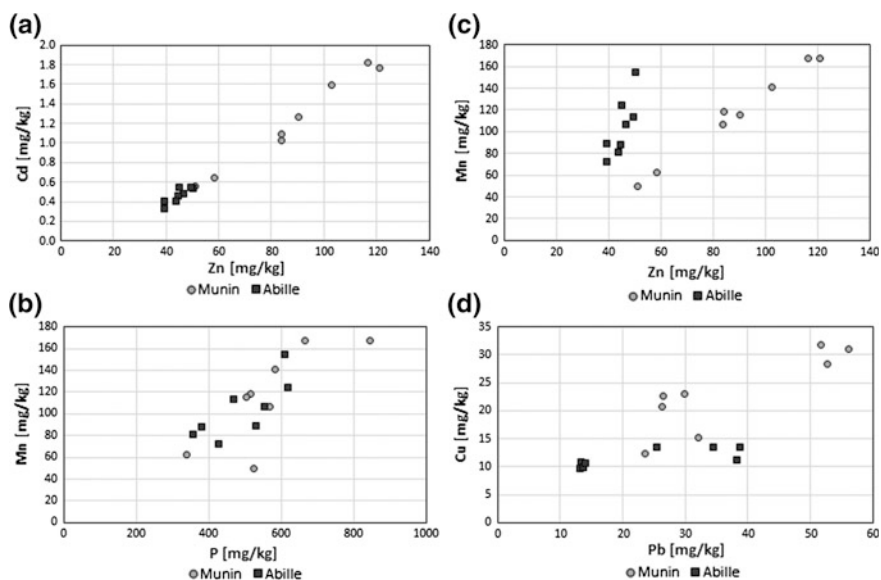 (a)
2.0
1.8
1.6
1.4
1.2
1.0
0.8
0.6
0.4
0.2
0.0
Cd [mg/kg]
0 20 40 60 80 100 120 140
Zn [mg/kg]
Munin Abille
(c)
180
160
140
120
100
80
60
40
20
0
Mn [mg/kg]
0 20 40 60 80 100 120 140
Zn [mg/kg]
Munin Abille
(b)
180
160
140
120
100
80
60
40
20
0
Mn [mg/kg]
0 200 400 600 800 1000
P [mg/kg]
Munin Abille
(d)
35
30
25
20
15
10
5
0
Cu [mg/kg]
0 10 20 30 40 50 60
Pb [mg/kg]
Munin Abille